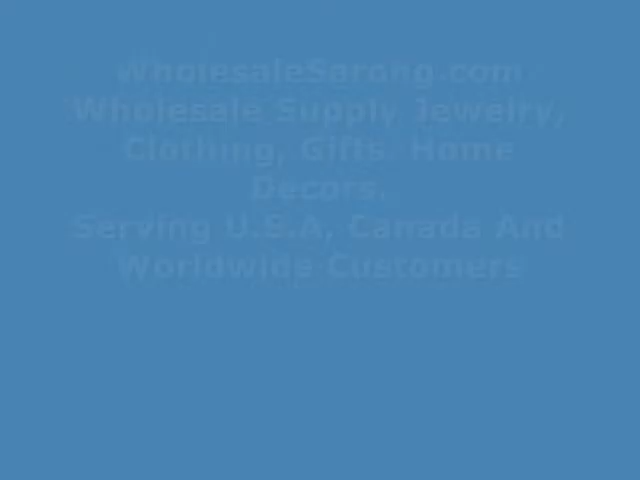 WholesaleSarong.com
Wholesale Supply Jewelry,
Clothing, Gifts, Home
Decors.
Serving U.S.A, Canada And
Worldwide Customers